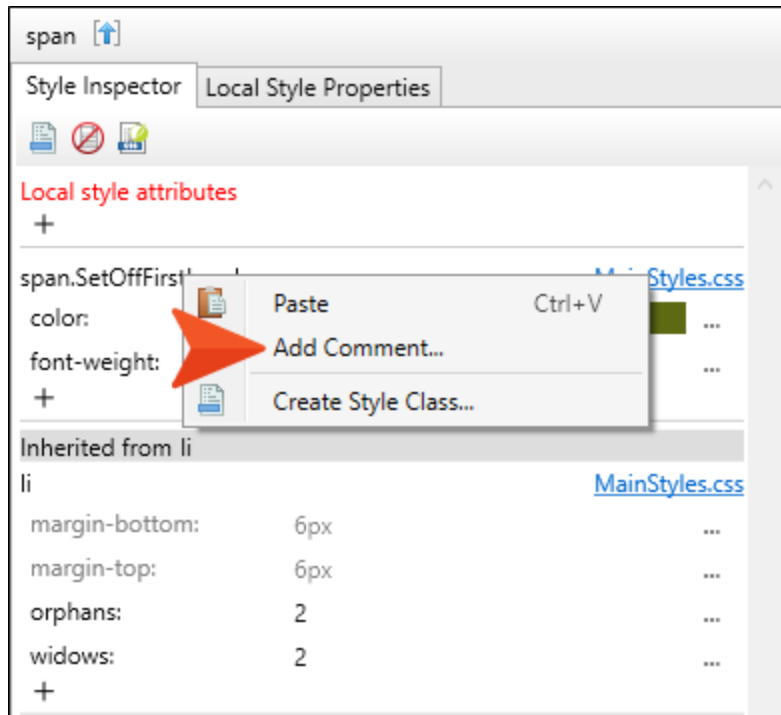 span
Style Inspector Local Style Properties
Local style attributes
+
MainStyles.css
color: Paste Ctrl+V ...
Add Comment...
font-weight: ...
+ Create Style Class...
Inherited from li
li MainStyles.css
margin-bottom: 6px ...
margin-top: 6px ...
orphans: 2 ...
widows: 2 ...
+